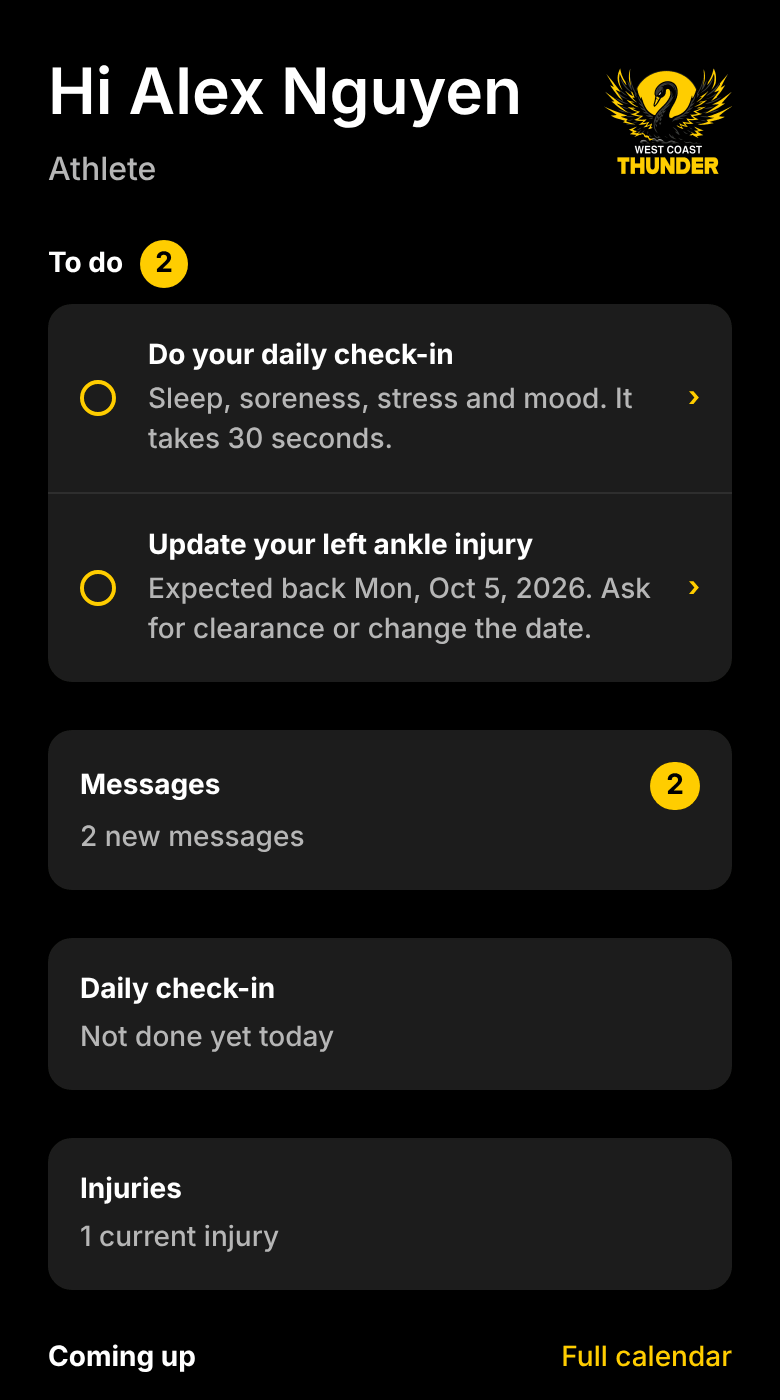 Hi Alex Nguyen
Athlete
WEST COAST
THUNDER
To do 2
Do your daily check-in
Sleep, soreness, stress and mood. It
takes 30 seconds.
Update your left ankle injury
Expected back Mon, Oct 5, 2026. Ask
for clearance or change the date.
Messages 2
2 new messages
Daily check-in
Not done yet today
Injuries
1 current injury
Coming up Full calendar